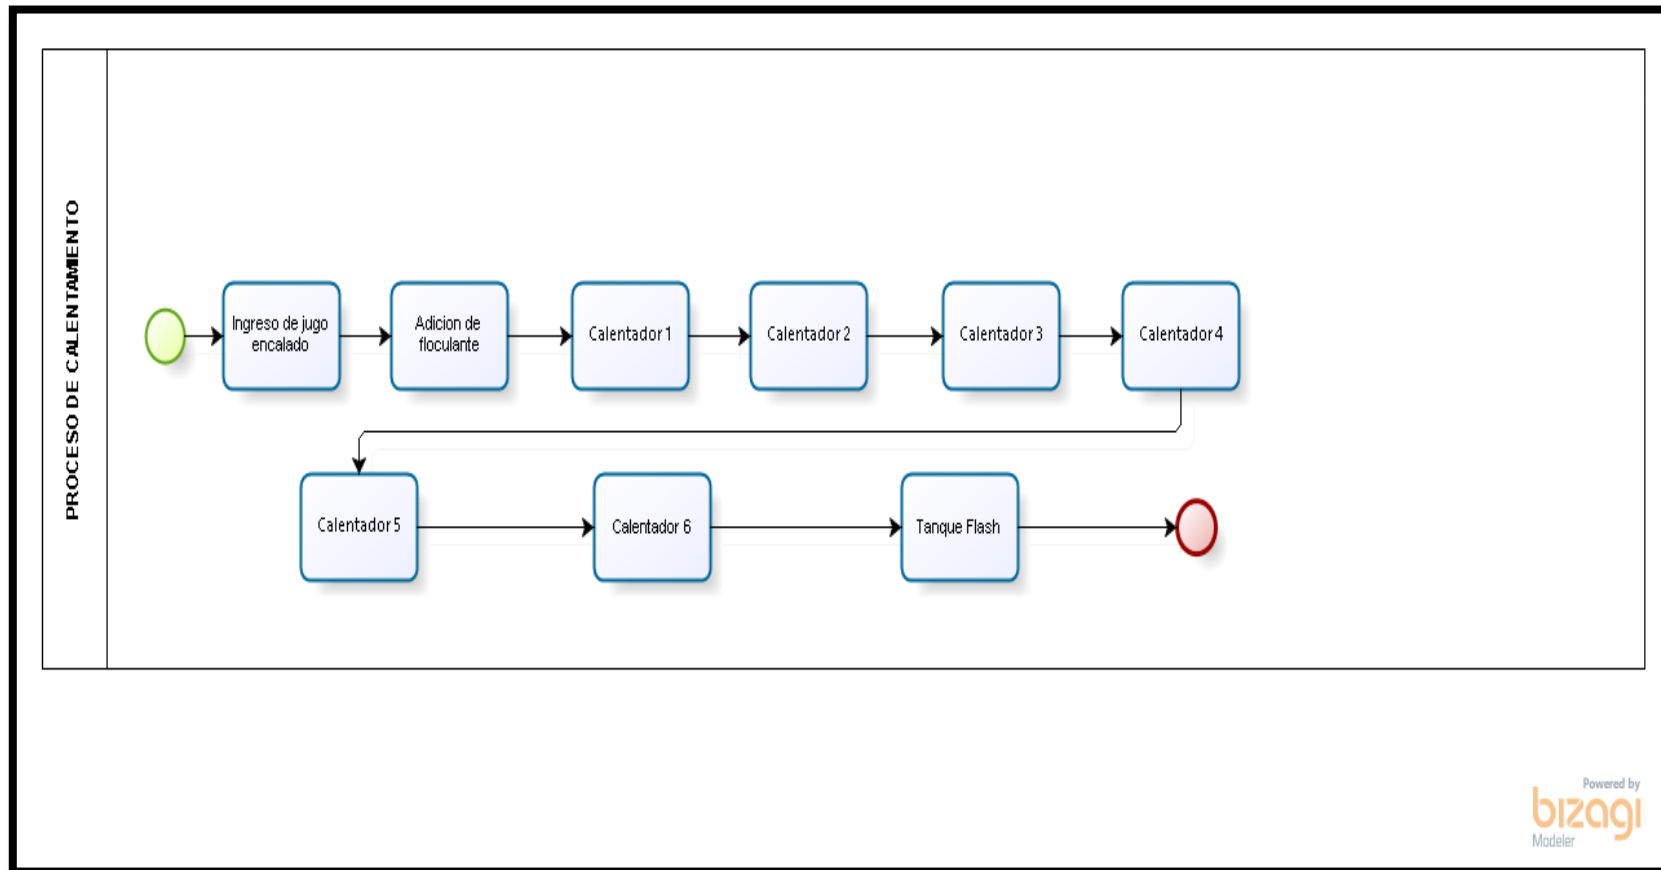 PROCESO DE CALENTAMIENTO
Ingreso de jugo
encalado
Adicion de
floculante
Calentador 1
Calentador 2
Calentador 3
Calentador 4
Calentador 5
Calentador 6
Tanque Flash
Powered by
bizagi
Modeler